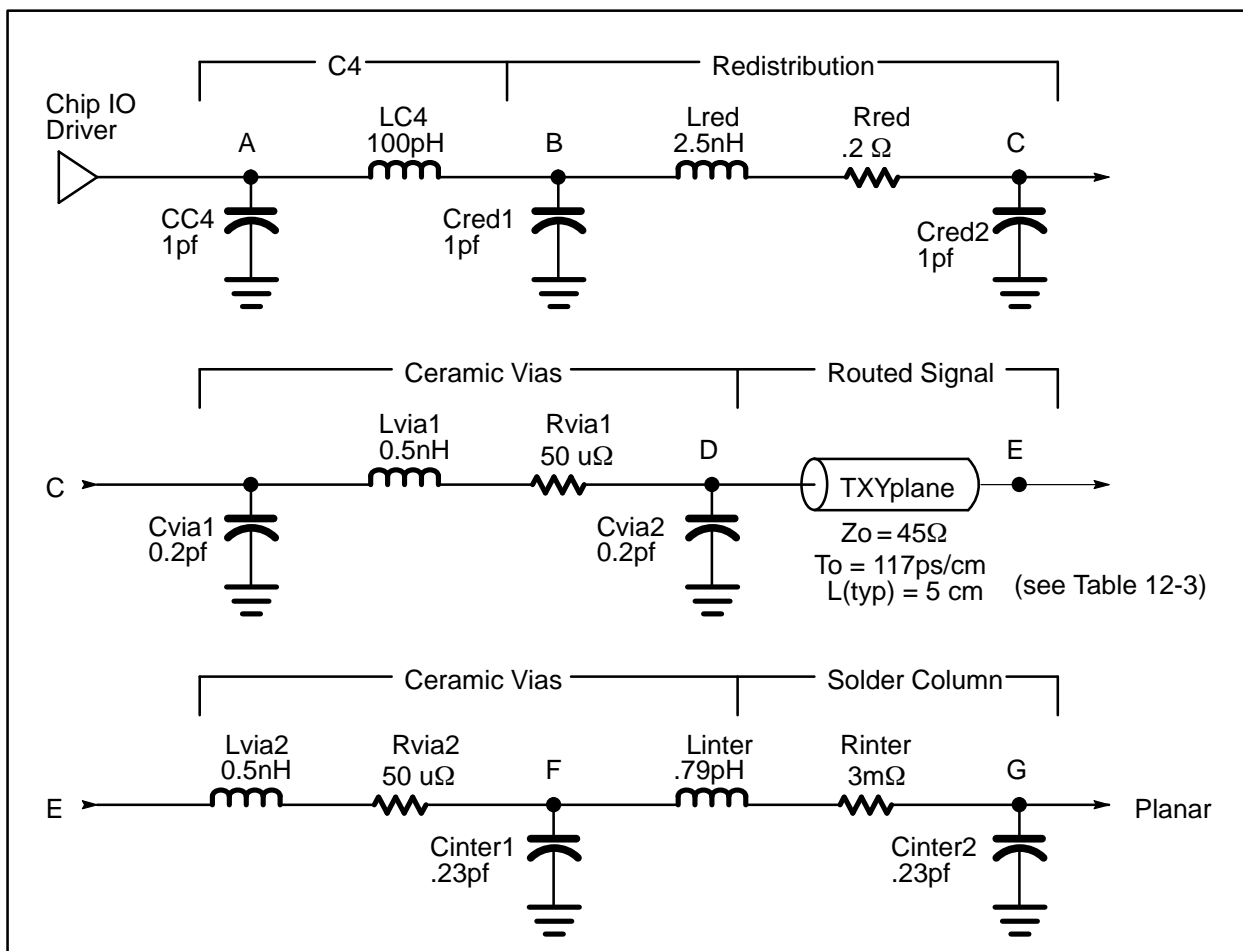 C4
Redistribution
Chip IO
Driver
A
LC4
100pH
B
Lred
2.5nH
Rred
.2 Ω
C
CC4
1pf
Cred1
1pf
Cred2
1pf
Ceramic Vias
Routed Signal
Lvia1
0.5nH
Rvia1
50 uΩ
D
E
C
TXYplane
Cvia1
0.2pf
Cvia2
0.2pf
Zo = 45Ω
To = 117ps/cm
L(typ) = 5 cm
(see Table 12-3)
Ceramic Vias
Solder Column
Lvia2
0.5nH
Rvia2
50 uΩ
F
Linter
.79pH
Rinter
3mΩ
G
E
Planar
Cinter1
.23pf
Cinter2
.23pf